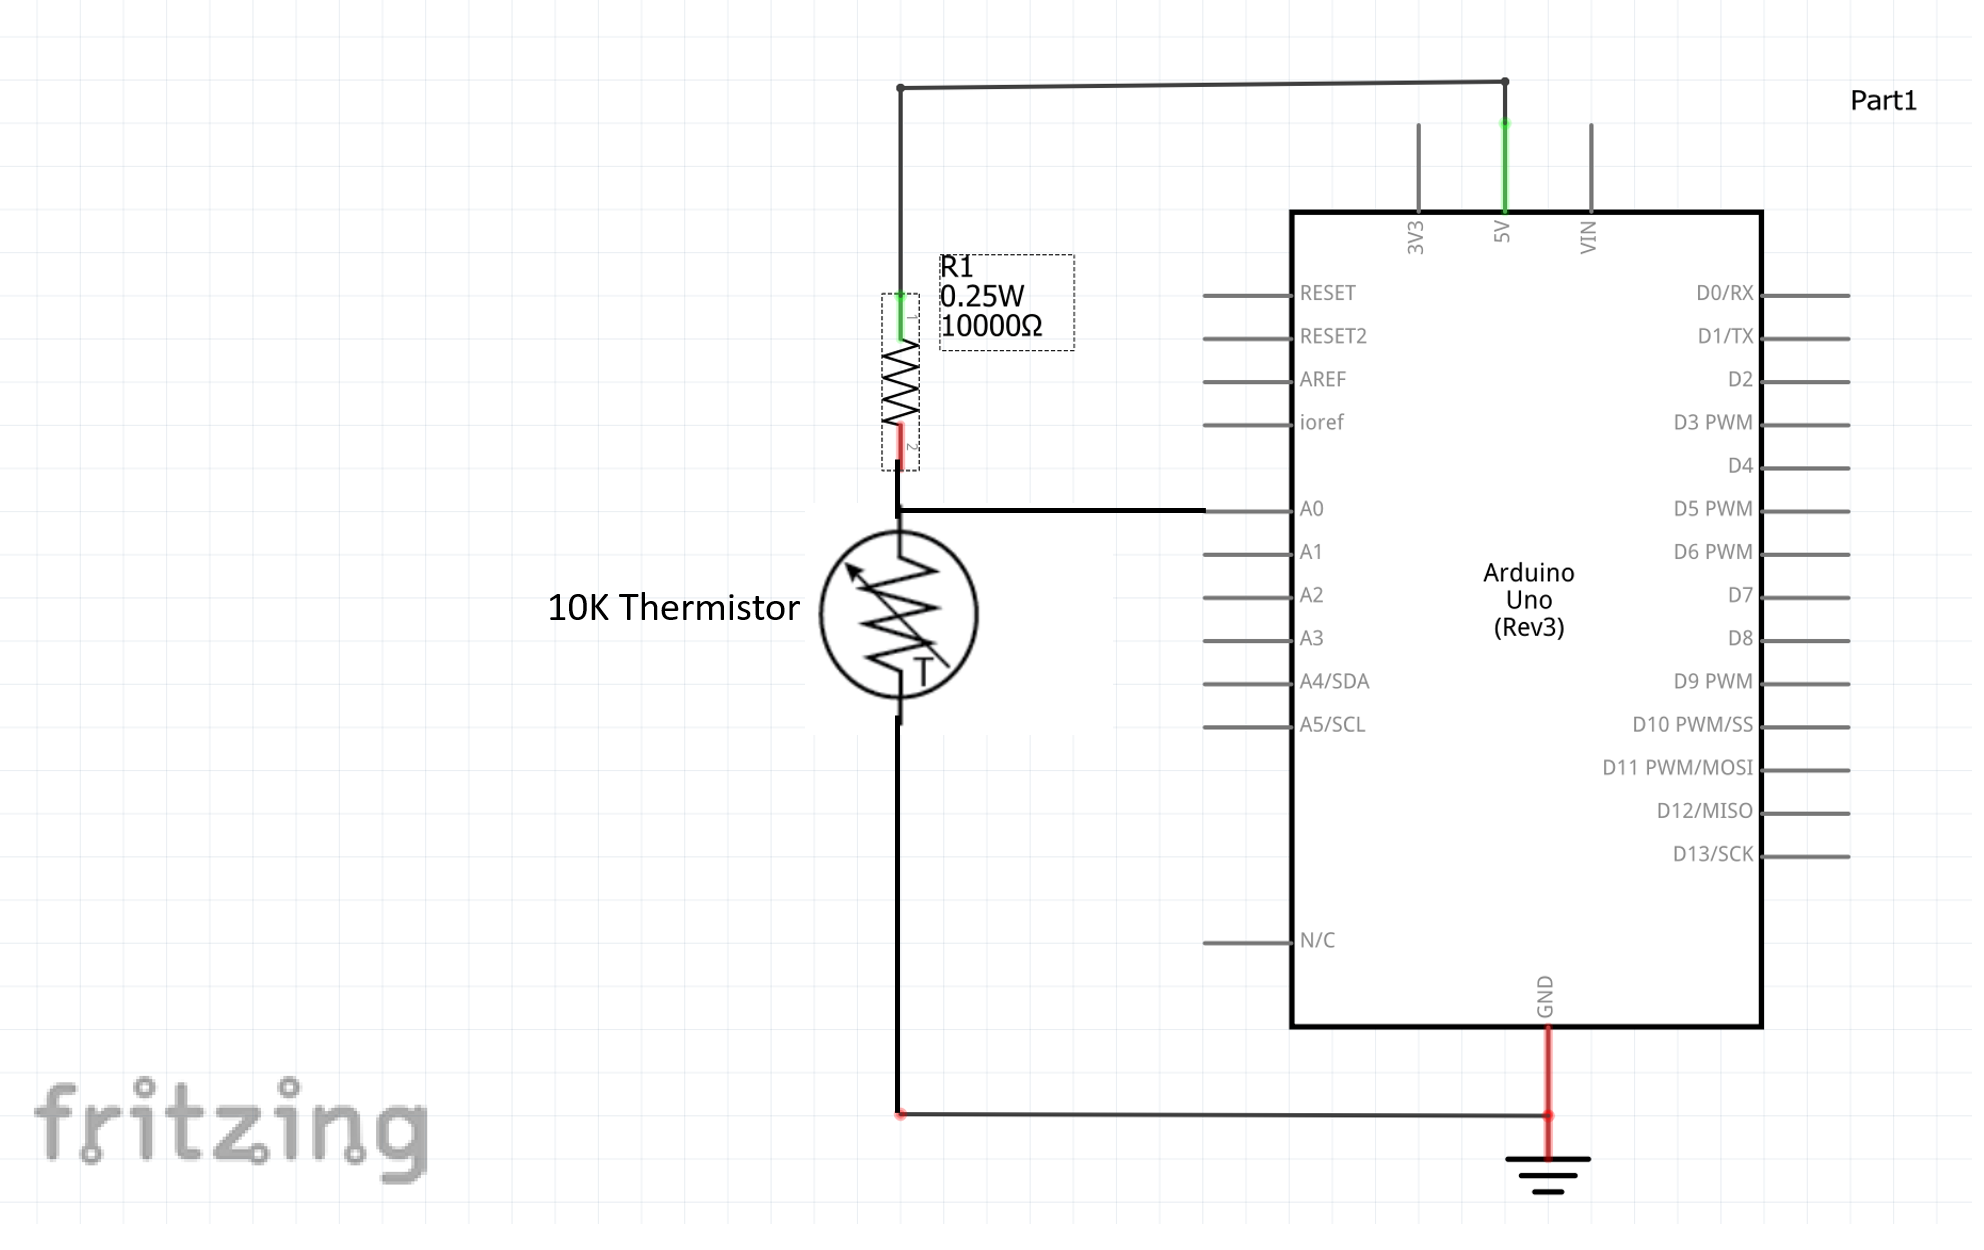 Part1
3V3
5V
VIN
R1
0.25W
10000Ω
1
2
RESET
RESET2
AREF
ioref
A0
A1
A2
A3
A4/SDA
A5/SCL
N/C
D0/RX
D1/TX
D2
D3 PWM
D4
D5 PWM
D6 PWM
D7
D8
D9 PWM
D10 PWM/SS
D11 PWM/MOSI
D12/MISO
D13/SCK
Arduino
Uno
(Rev3)
10K Thermistor
T
GND
fritzing